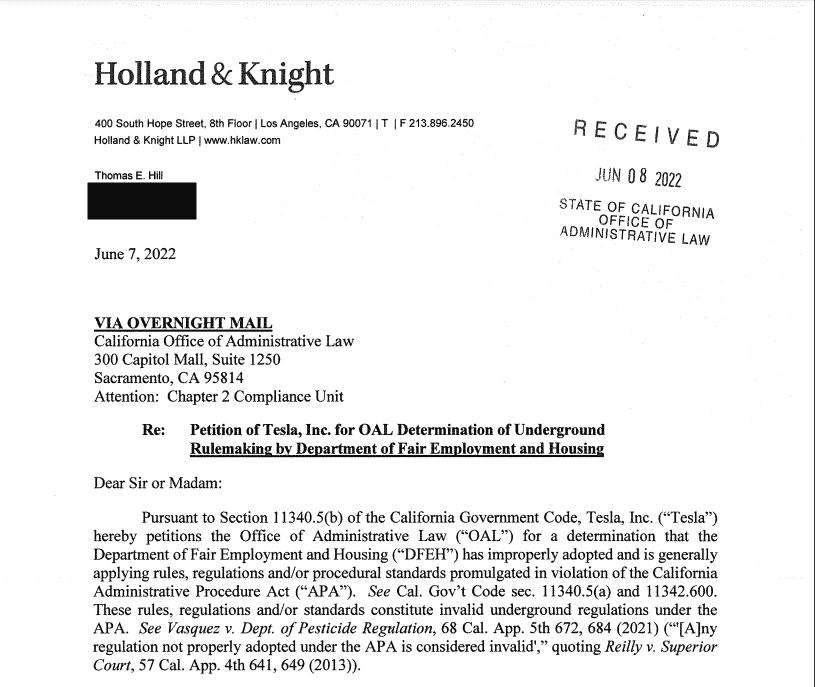 Holland & Knight
400 South Hope Street, 8th Floor | Los Angeles, CA 90071 | T | F 213.896.2450
Holland & Knight LLP | www.hklaw.com
RECEIVED
JUN 08 2022
STATE OF CALIFORNIA
OFFICE OF
ADMINISTRATIVE LAW
Thomas E. Hill
June 7, 2022
VIA OVERNIGHT MAIL
California Office of Administrative Law
300 Capitol Mall, Suite 1250
Sacramento, CA 95814
Attention: Chapter 2 Compliance Unit
Re: Petition of Tesla, Inc. for OAL Determination of Underground
Rulemaking by Department of Fair Employment and Housing
Dear Sir or Madam:
Pursuant to Section 11340.5(b) of the California Government Code, Tesla, Inc. (“Tesla”)
hereby petitions the Office of Administrative Law (“OAL”) for a determination that the
Department of Fair Employment and Housing (“DFEH”) has improperly adopted and is generally
applying rules, regulations and/or procedural standards promulgated in violation of the California
Administrative Procedure Act (“APA”). See Cal. Gov’t Code sec. 11340.5(a) and 11342.600.
These rules, regulations and/or standards constitute invalid underground regulations under the
APA. See Vasquez v. Dept. of Pesticide Regulation, 68 Cal. App. 5th 672, 684 (2021) (“'[A]ny
regulation not properly adopted under the APA is considered invalid',” quoting Reilly v. Superior
Court, 57 Cal. App. 4th 641, 649 (2013)).